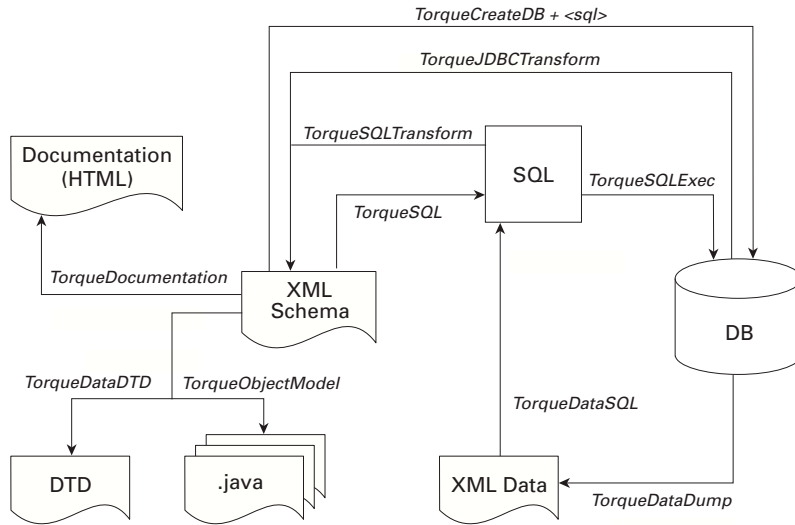 TorqueCreateDB + <sql>
TorqueJDBCTransform
TorqueSQLTransform
Documentation
(HTML)
SQL
TorqueSQLExec
TorqueSQL
TorqueDocumentation
XML
Schema
DB
TorqueDataDTD
TorqueObjectModel
TorqueDataSQL
DTD
.java
XML Data
TorqueDataDump